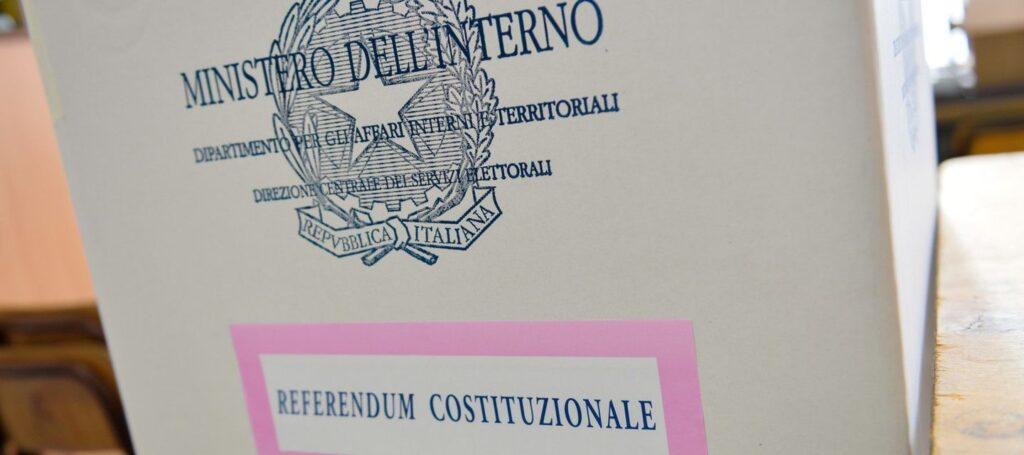 MINISTERO DELL'INTERNO
DIPARTIMENTO PER GLI AFFARI INTERNI E TERRITORIALI
DIREZIONE CENTRALE DEI SERVIZI ELETTORALI
REPVBBLICA ITALIANA
REFERENDUM COSTITUZIONALE